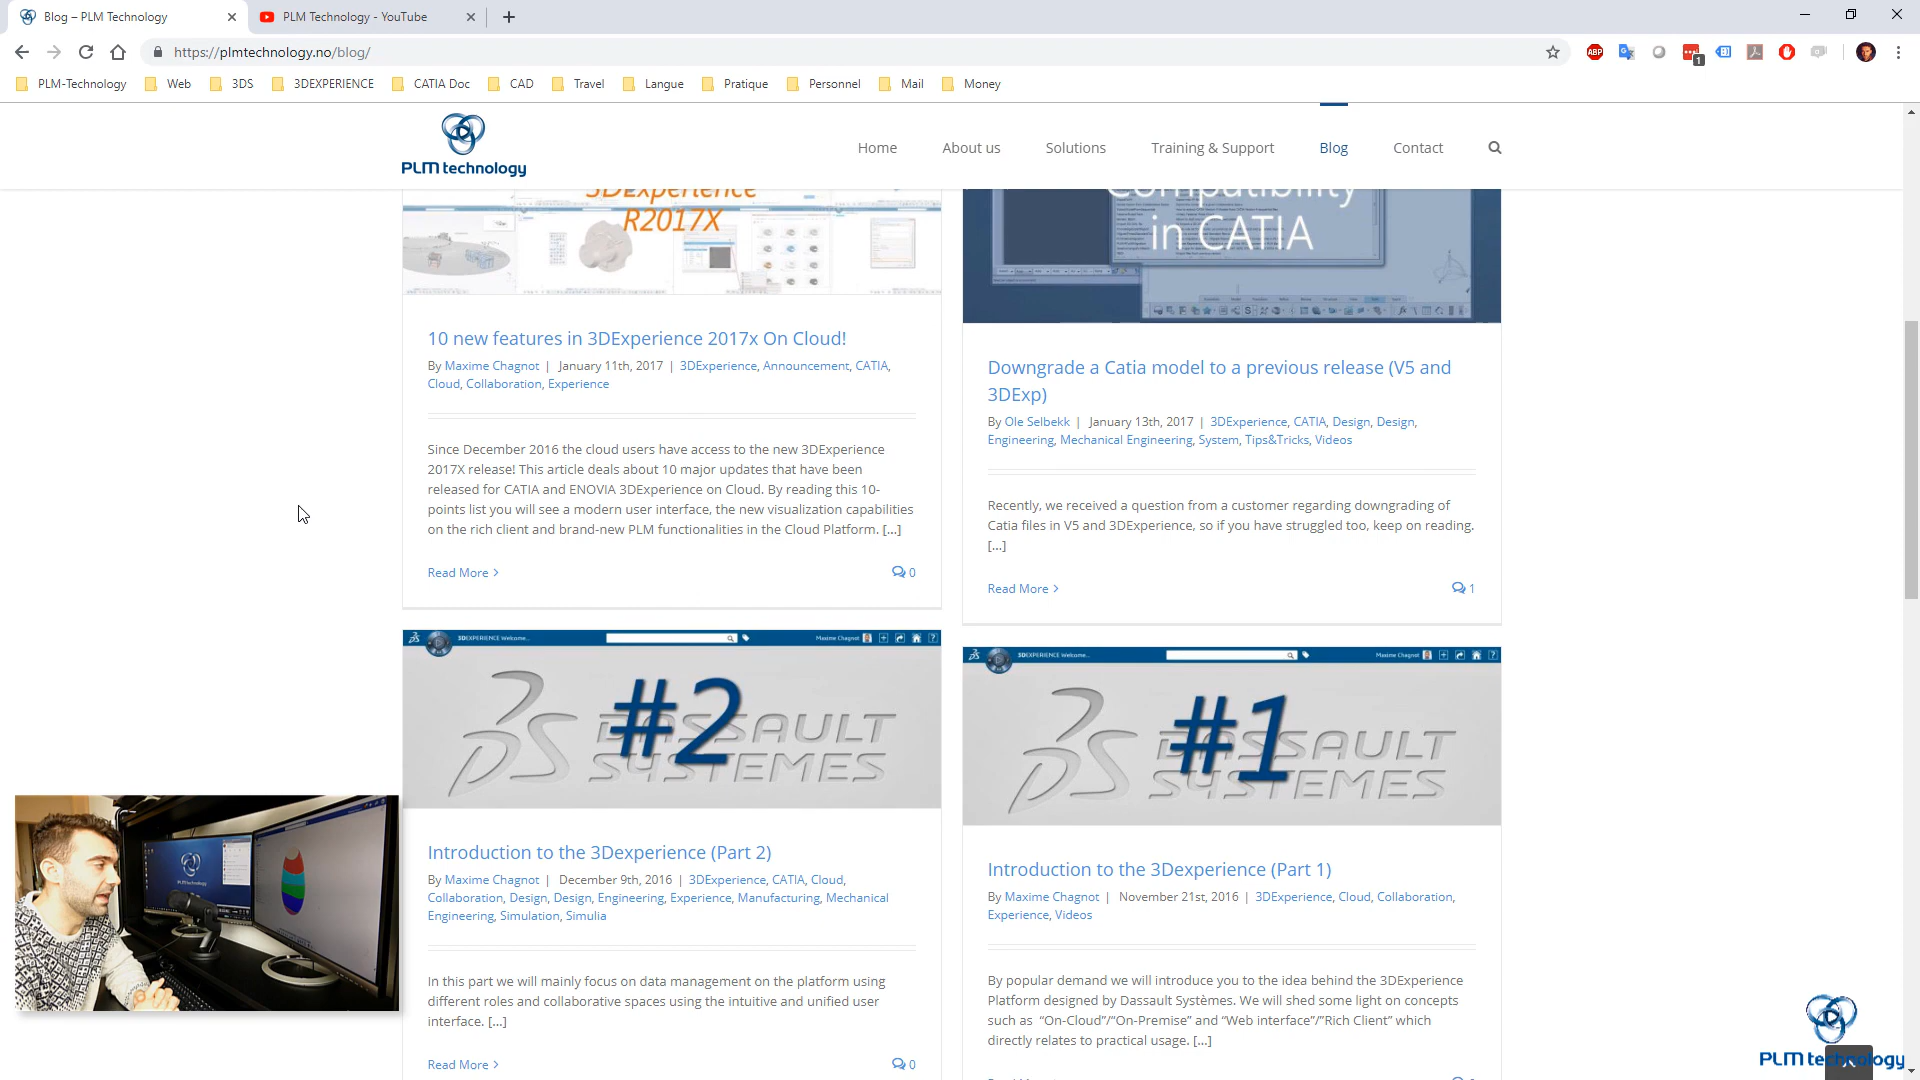 Blog – PLM Technology
PLM Technology - YouTube
https://plmtechnology.no/blog/
ABP
1
PLM-Technology
Web
3DS
3DEXPERIENCE
CATIA Doc
CAD
Travel
Langue
Pratique
Personnel
Mail
Money
PLM technology
Home
About us
Solutions
Training & Support
Blog
Contact
3DExperience
R2017X
Compatibility
in CATIA
10 new features in 3DExperience 2017x On Cloud!
By Maxime Chagnot | January 11th, 2017 | 3DExperience, Announcement, CATIA,
Cloud, Collaboration, Experience
Since December 2016 the cloud users have access to the new 3DExperience
2017X release! This article deals about 10 major updates that have been
released for CATIA and ENOVIA 3DExperience on Cloud. By reading this 10-
points list you will see a modern user interface, the new visualization capabilities
on the rich client and brand-new PLM functionalities in the Cloud Platform. [...]
Read More >
0
Downgrade a Catia model to a previous release (V5 and
3DExp)
By Ole Selbekk | January 13th, 2017 | 3DExperience, CATIA, Design, Design,
Engineering, Mechanical Engineering, System, Tips&Tricks, Videos
Recently, we received a question from a customer regarding downgrading of
Catia files in V5 and 3DExperience, so if you have struggled too, keep on reading.
[...]
Read More >
1
3DEXPERIENCE Welcome...
Maxime Chagnot
#2
DASSAULT
SYSTEMES
Introduction to the 3Dexperience (Part 2)
By Maxime Chagnot | December 9th, 2016 | 3DExperience, CATIA, Cloud,
Collaboration, Design, Design, Engineering, Experience, Manufacturing, Mechanical
Engineering, Simulation, Simulia
In this part we will mainly focus on data management on the platform using
different roles and collaborative spaces using the intuitive and unified user
interface. [...]
Read More >
0
3DEXPERIENCE Welcome...
Maxime Chagnot
#1
DASSAULT
SYSTEMES
Introduction to the 3Dexperience (Part 1)
By Maxime Chagnot | November 21st, 2016 | 3DExperience, Cloud, Collaboration,
Experience, Videos
By popular demand we will introduce you to the idea behind the 3DExperience
Platform designed by Dassault Systèmes. We will shed some light on concepts
such as “On-Cloud”/“On-Premise” and “Web interface”/”Rich Client” which
directly relates to practical usage. [...]
PLM technology
PLM technology